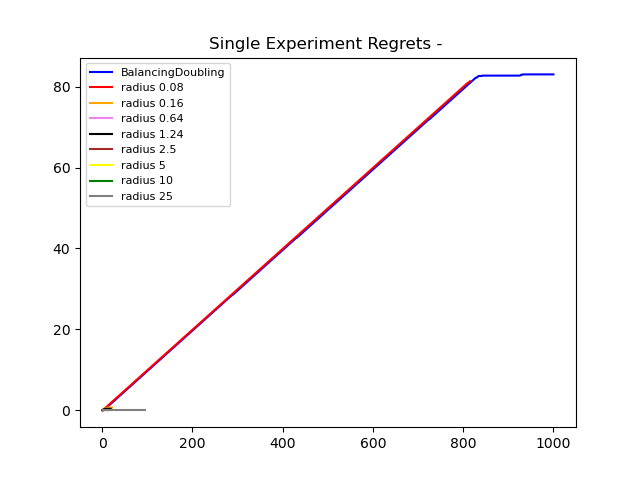 Single Experiment Regrets -
BalancingDoubling
radius 0.08
radius 0.16
radius 0.64
radius 1.24
radius 2.5
radius 5
radius 10
radius 25
80
60
40
20
0
0 200 400 600 800 1000